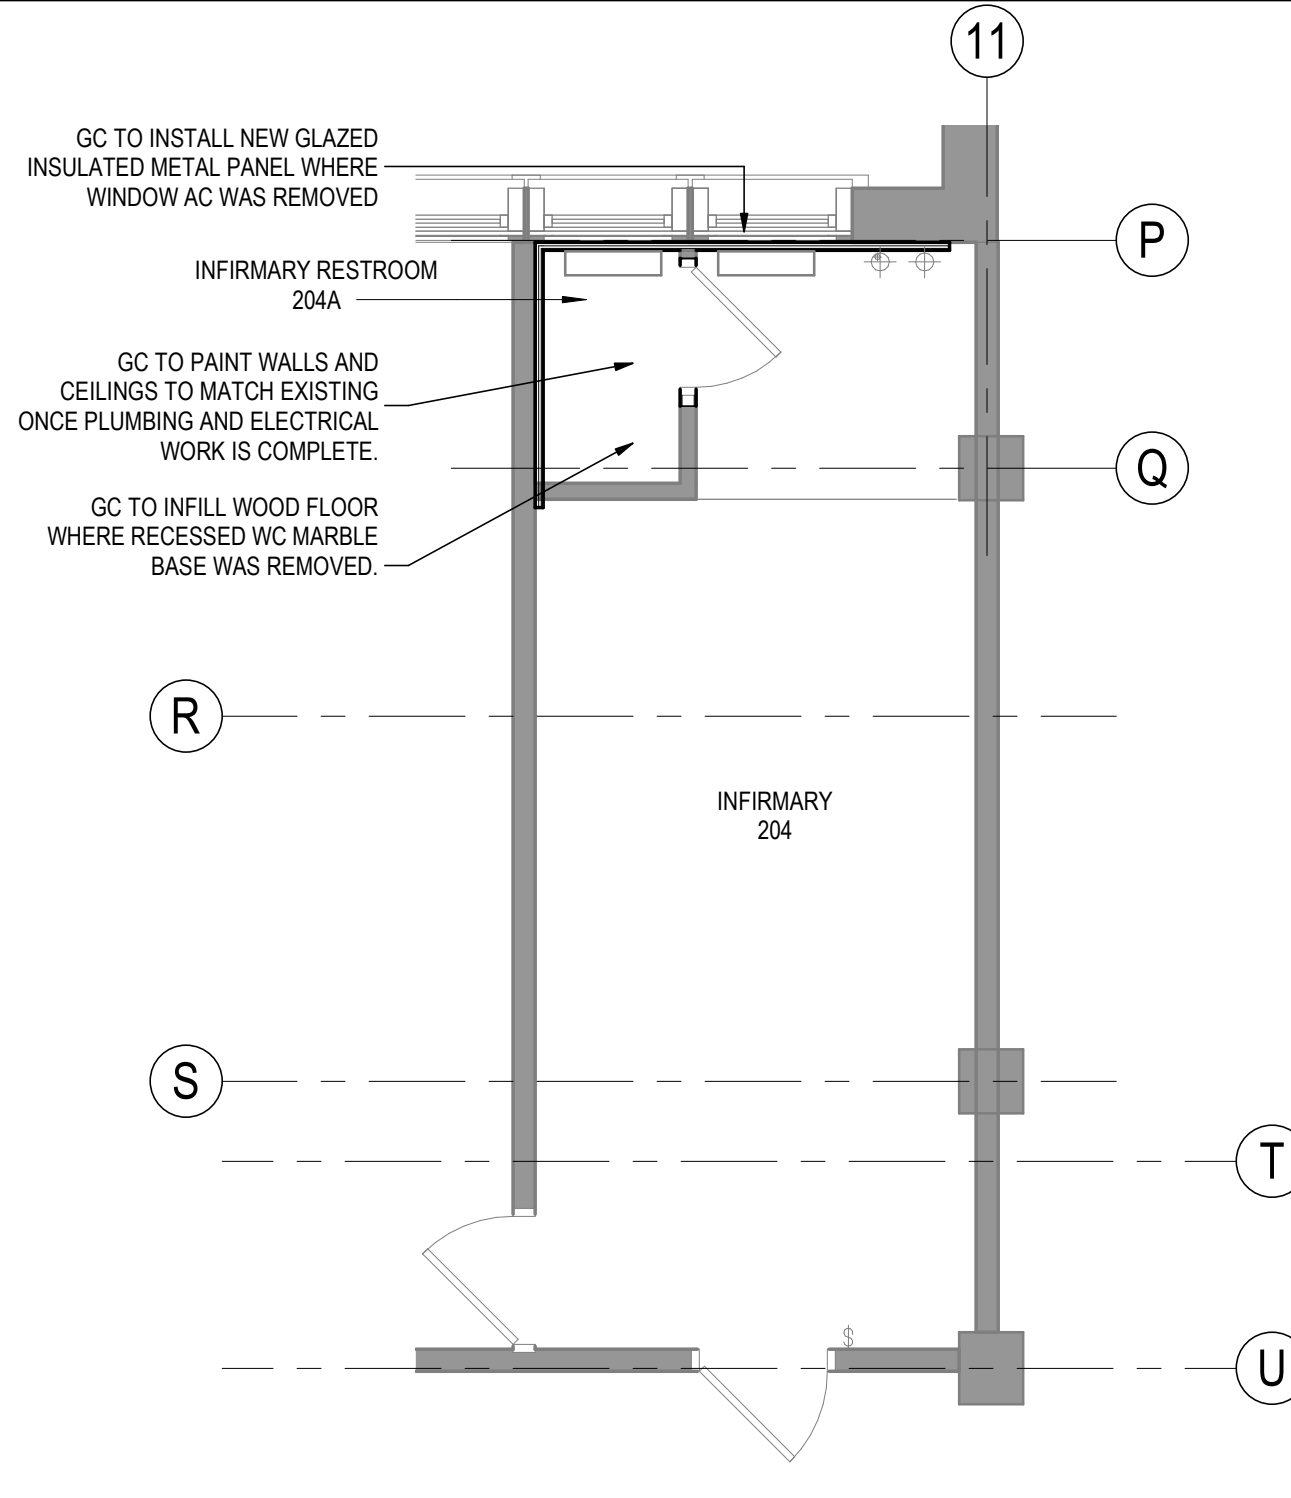 11
GC TO INSTALL NEW GLAZED
INSULATED METAL PANEL WHERE
WINDOW AC WAS REMOVED
P
INFIRMARY RESTROOM
204A
GC TO PAINT WALLS AND
CEILINGS TO MATCH EXISTING
ONCE PLUMBING AND ELECTRICAL
WORK IS COMPLETE.
Q
GC TO INFILL WOOD FLOOR
WHERE RECESSED WC MARBLE
BASE WAS REMOVED.
R
INFIRMARY
204
S
T
$
U